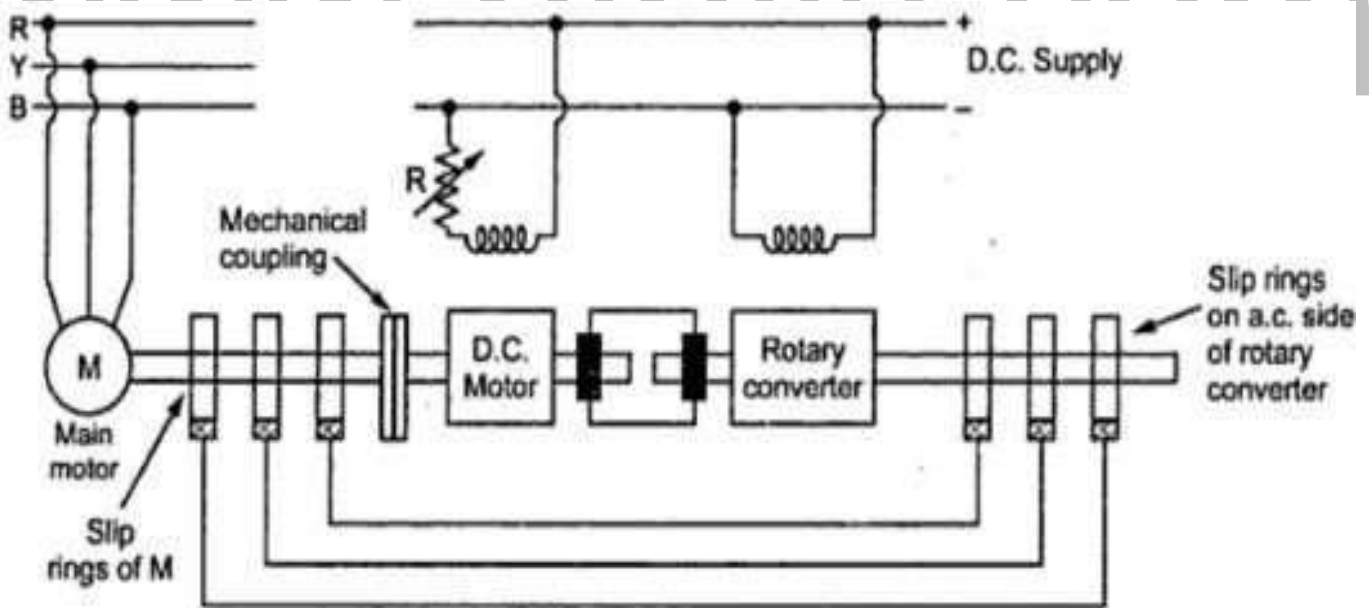 R
Y
B
+
D.C. Supply
–
R
Mechanical
coupling
Slip rings
on a.c. side
of rotary
converter
M
D.C.
Motor
Rotary
converter
Main
motor
Slip
rings of M